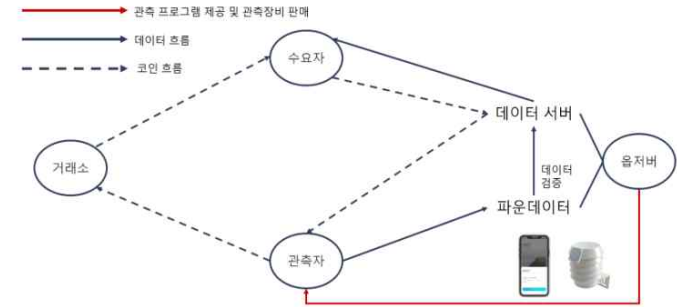 관측 프로그램 제공 및 관측장비 판매
데이터 흐름
코인 흐름
수요자
데이터 서버
거래소
옵저버
데이터
검증
파운데이터
관측자